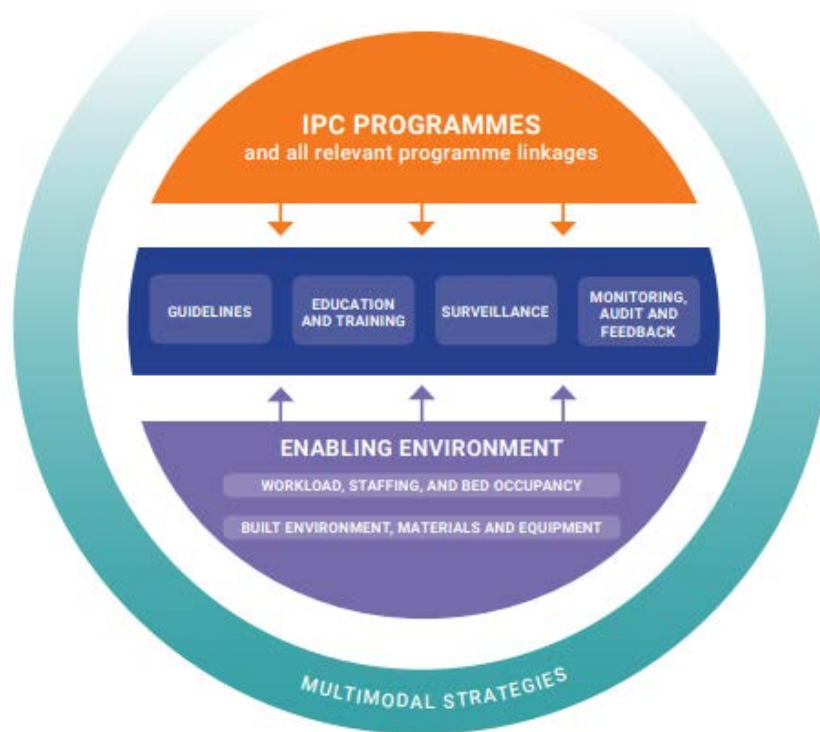 IPC PROGRAMMES
and all relevant programme linkages
GUIDELINES
EDUCATION
AND TRAINING
SURVEILLANCE
MONITORING,
AUDIT AND
FEEDBACK
ENABLING ENVIRONMENT
WORKLOAD, STAFFING, AND BED OCCUPANCY
BUILT ENVIRONMENT, MATERIALS AND EQUIPMENT
MULTIMODAL STRATEGIES